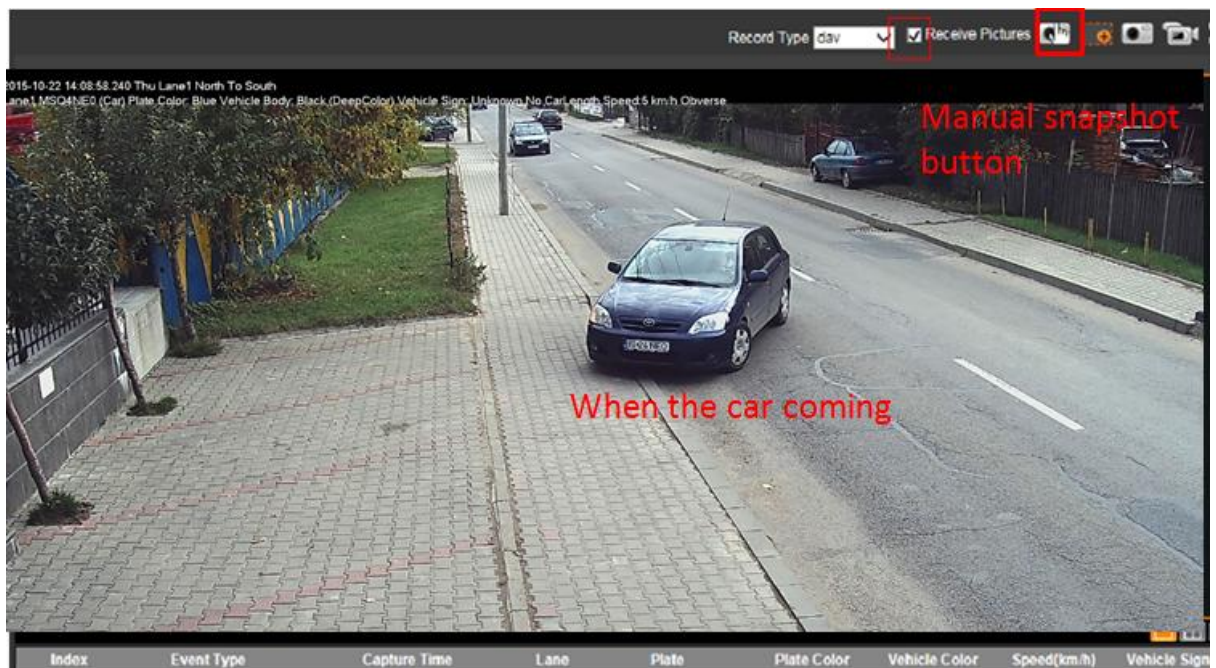 Record Type dav Receive Pictures
2015-10-22 14:08:58.240 Thu Lane1 North To South
Lane1 MSQ4NE0 (Car) Plate Color: Blue Vehicle Body: Black (DeepColor) Vehicle Sign: Unknown No CarLength Speed:5 km/h Obverse
Manual snapshot
button
When the car coming
Index Event Type Capture Time Lane Plate Plate Color Vehicle Color Speed(km/h) Vehicle Sign